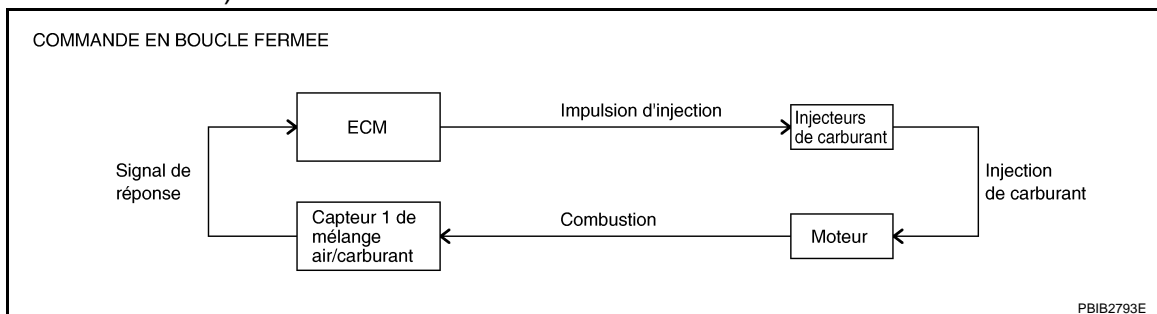 COMMANDE EN BOUCLE FERMEE
ECM
Impulsion d'injection
Injecteurs
de carburant
Signal de
réponse
Injection
de carburant
Capteur 1 de
mélange
air/carburant
Combustion
Moteur
PBIB2793E